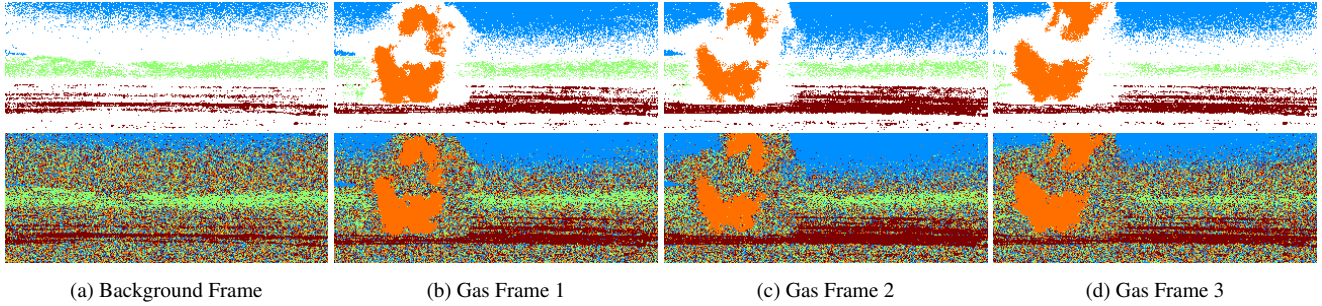 (a) Background Frame
(b) Gas Frame 1
(c) Gas Frame 2
(d) Gas Frame 3